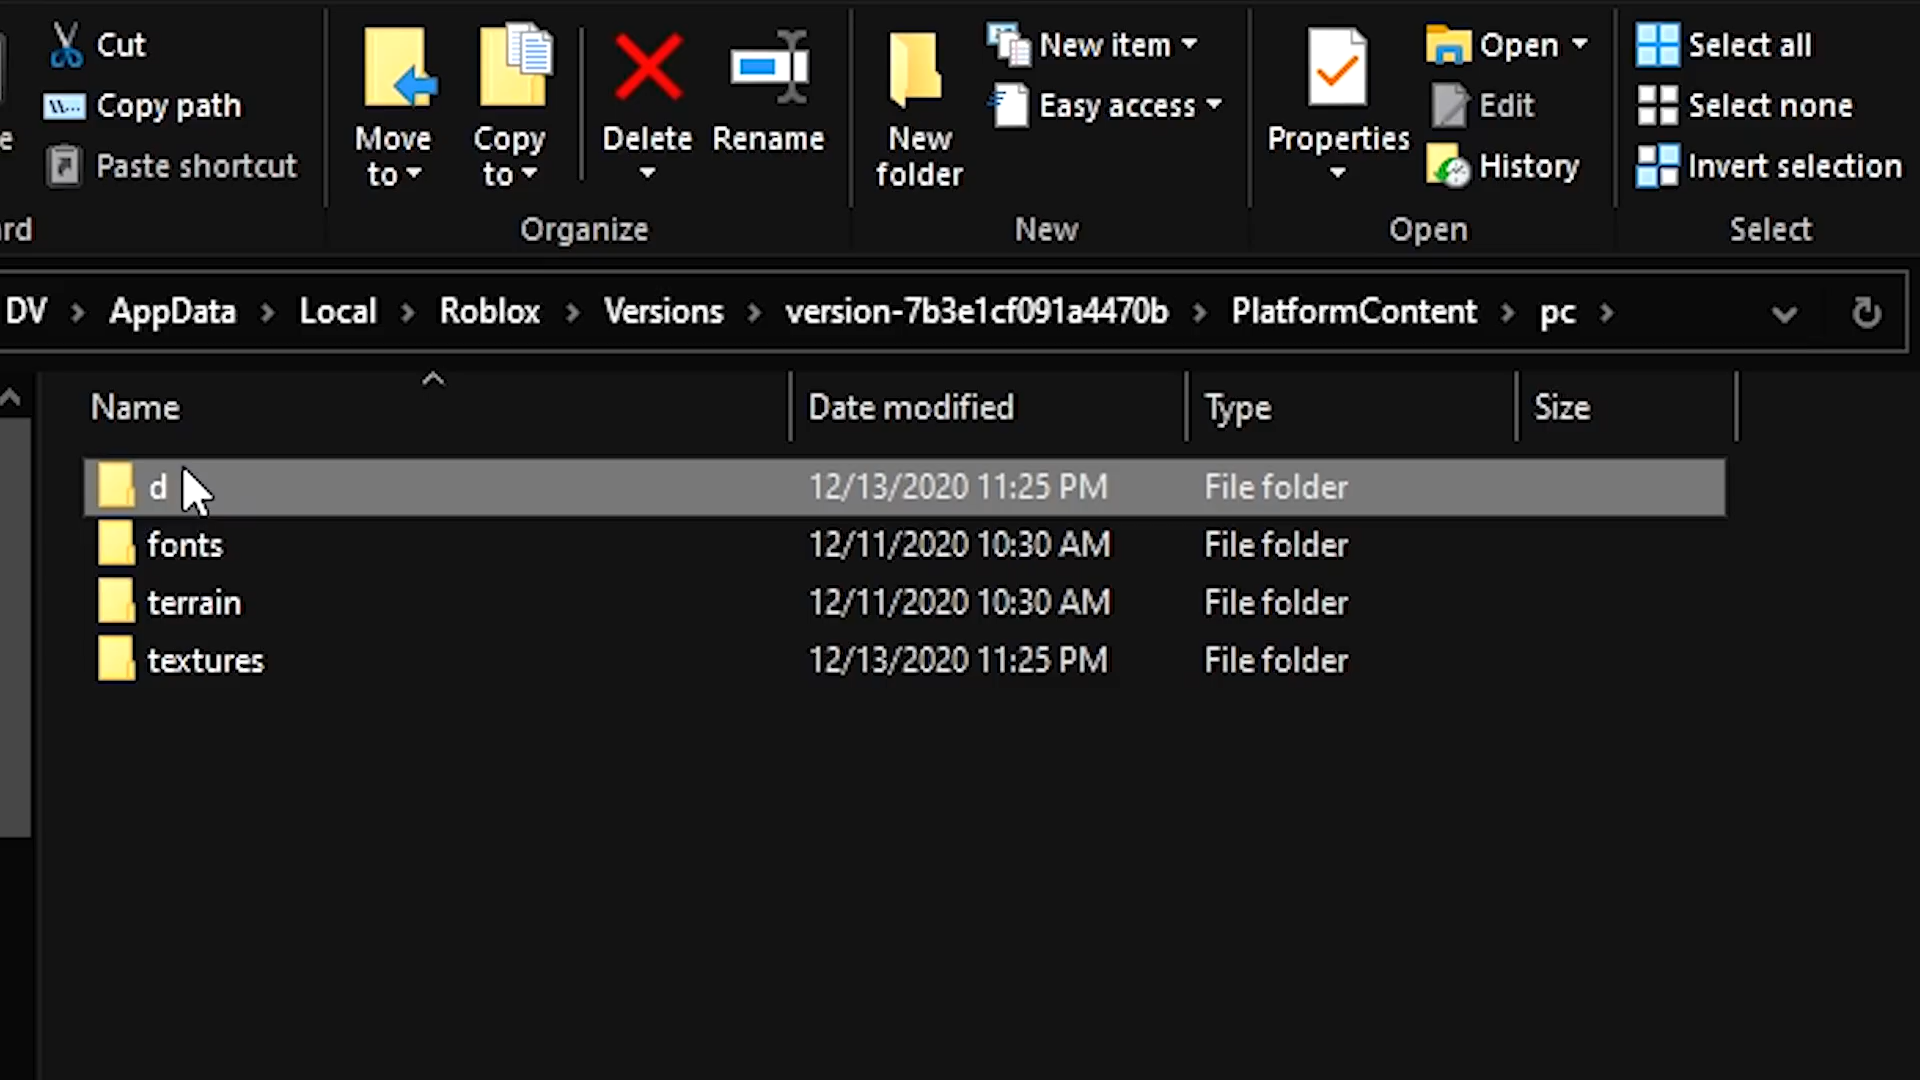 Cut
Copy path
Paste shortcut
e
Move to
Copy to
Delete
Rename
New folder
New item
Easy access
Properties
Open
Edit
History
Select all
Select none
Invert selection
rd
Organize
New
Open
Select
DV > AppData > Local > Roblox > Versions > version-7b3e1cf091a4470b > PlatformContent > pc >
Name Date modified Type Size
d 12/13/2020 11:25 PM File folder
fonts 12/11/2020 10:30 AM File folder
terrain 12/11/2020 10:30 AM File folder
textures 12/13/2020 11:25 PM File folder